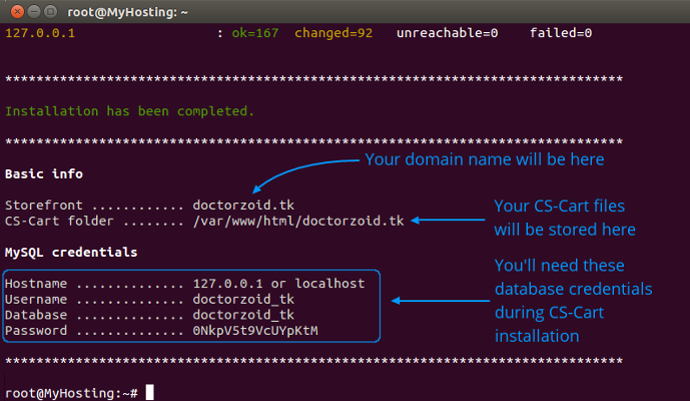 root@MyHosting: ~
127.0.0.1 : ok=167 changed=92 unreachable=0 failed=0
*******************************************************************************
Installation has been completed.
*******************************************************************************
Your domain name will be here
Basic info
Storefront ............ doctorzoid.tk
CS-Cart folder ........ /var/www/html/doctorzoid.tk
Your CS-Cart files
will be stored here
MySQL credentials
Hostname .............. 127.0.0.1 or localhost
Username .............. doctorzoid_tk
Database .............. doctorzoid_tk
Password .............. 0NkpV5t9VcUYpKtM
You'll need these
database credentials
during CS-Cart
installation
*******************************************************************************
root@MyHosting:~#